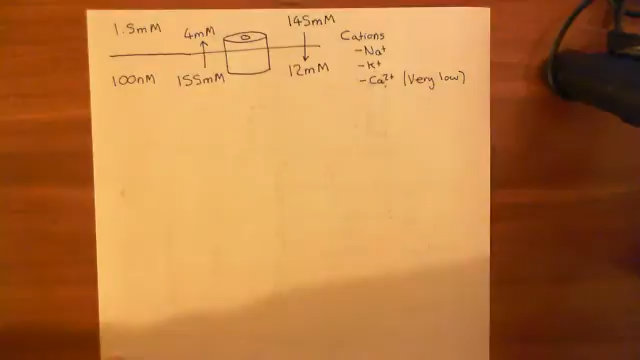 1.5mM 4mM 145mM
100nM 155mM 12mM
Cations
- Na⁺
- K⁺
- Ca²⁺ (Very low)